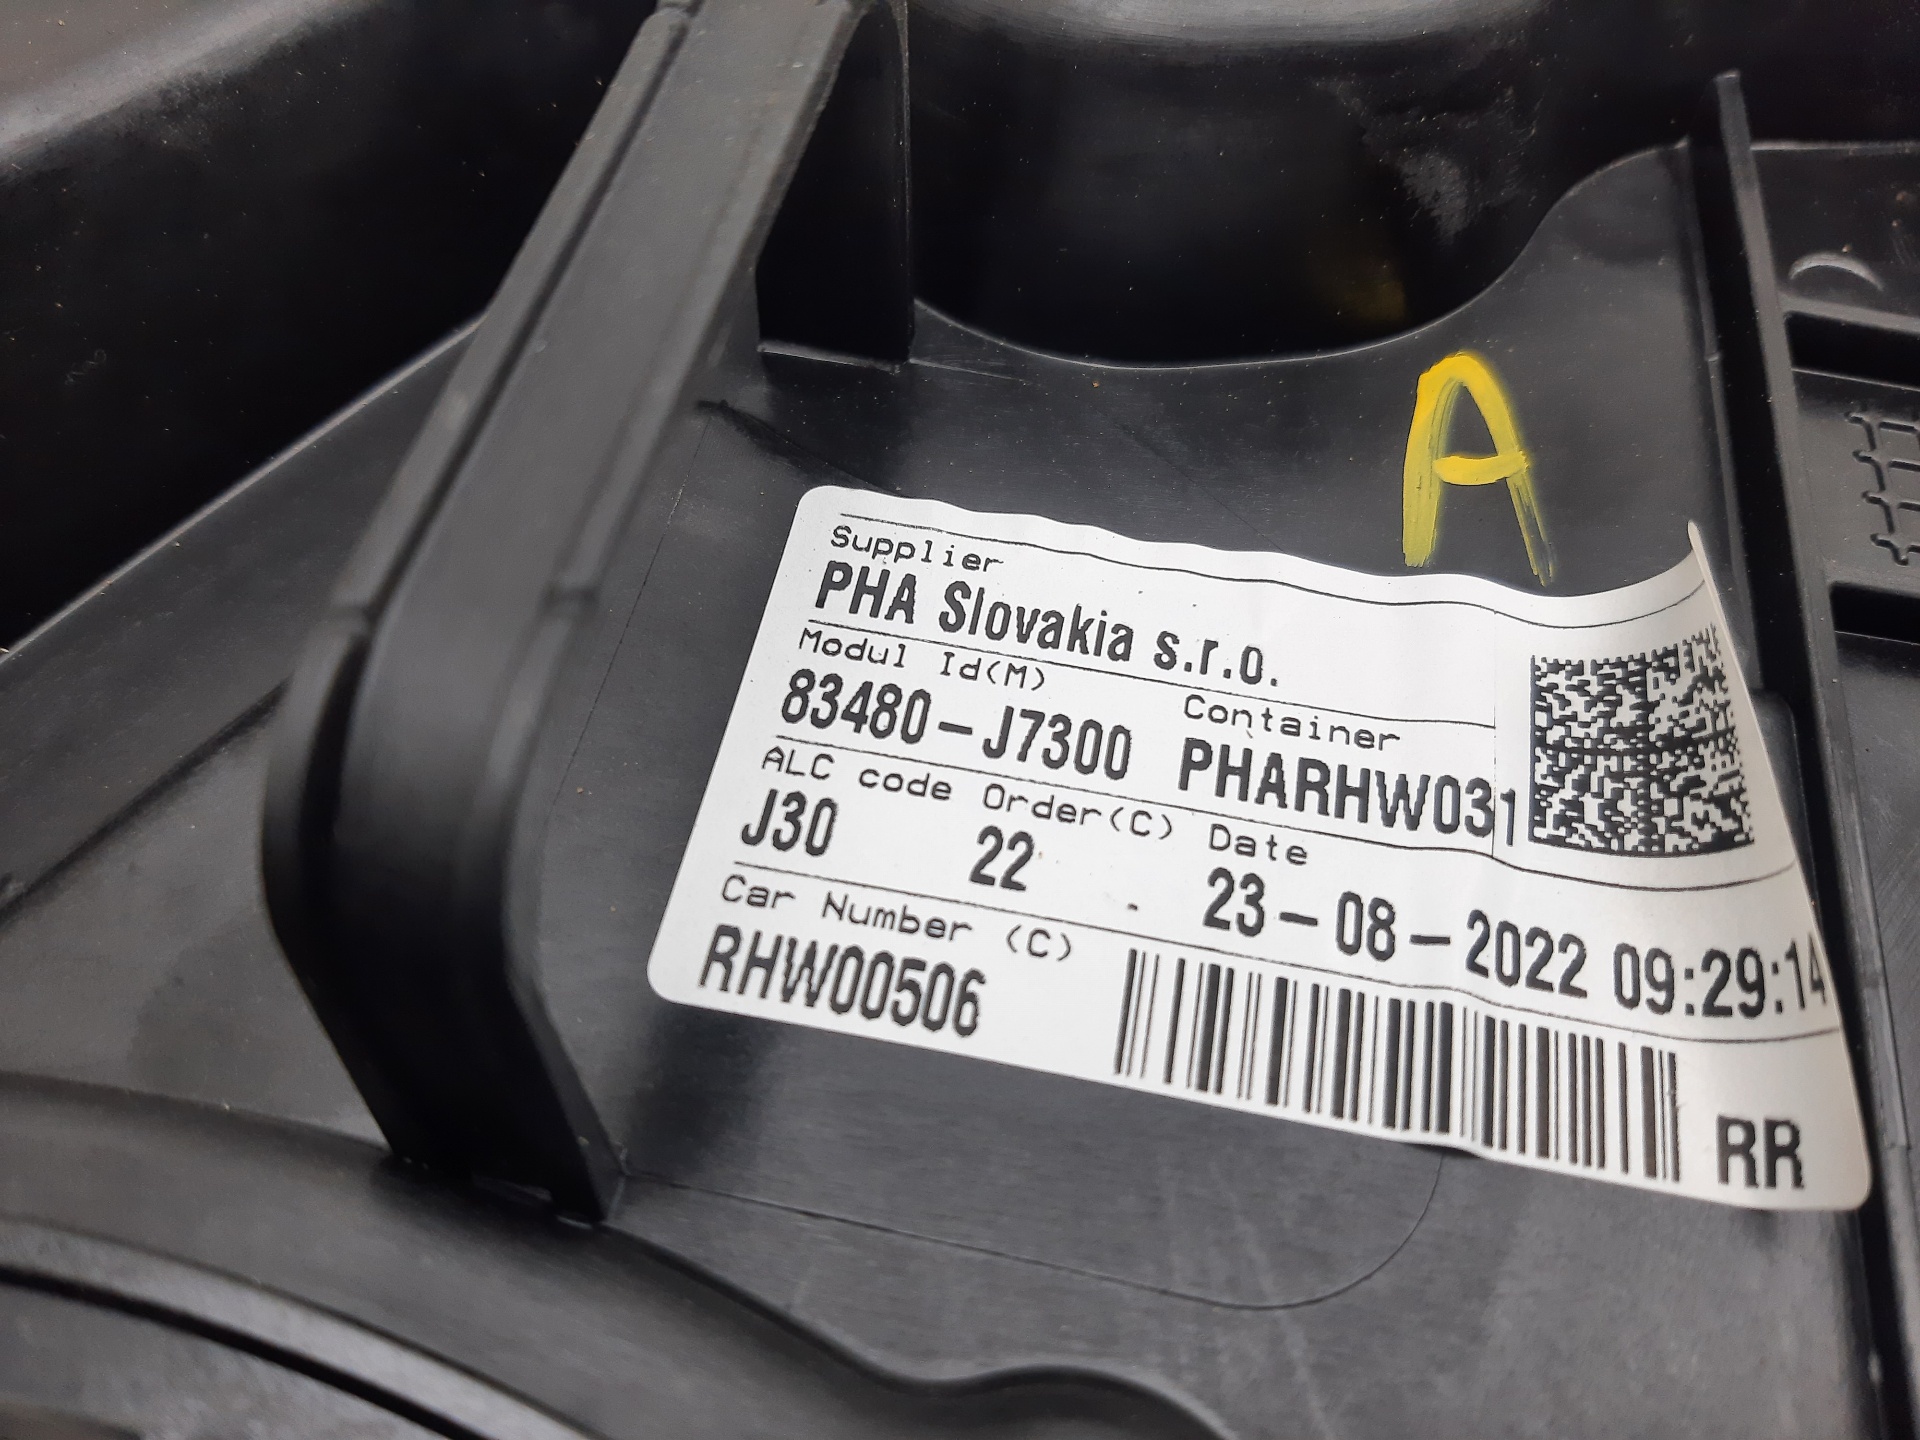 A
Supplier
PHA Slovakia s.r.o.
Modul Id(M) Container
83480-J7300 PHARHW031
ALC code Order(C) Date
J30 22 23-08-2022 09:29:14
Car Number (C)
RHW00506
RR